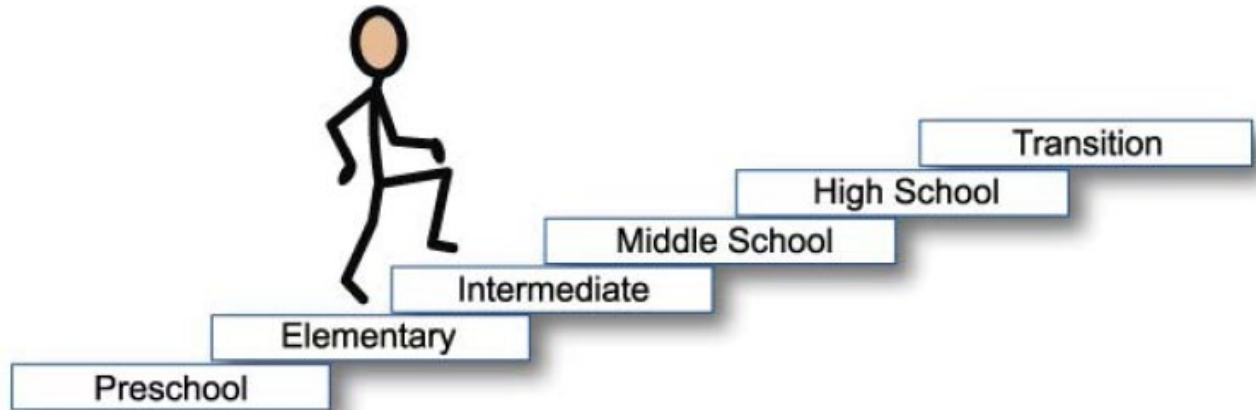 Transition
High School
Middle School
Intermediate
Elementary
Preschool